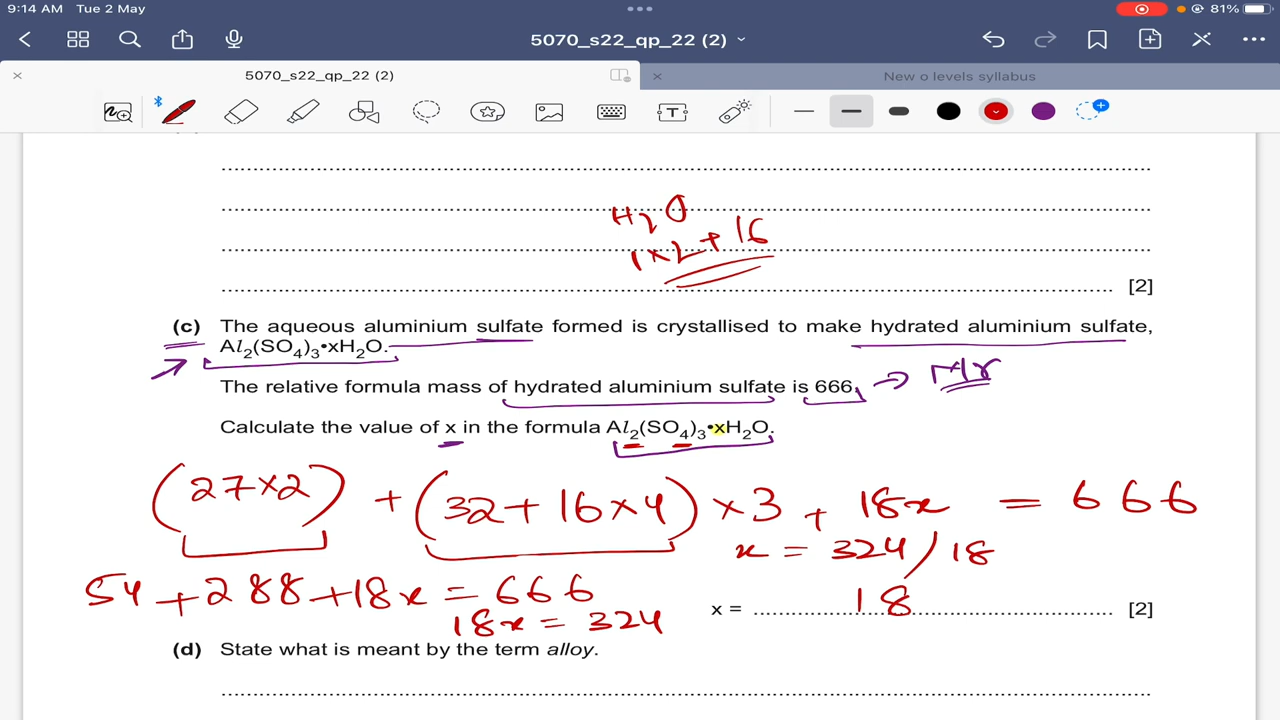 9:14 AM Tue 2 May
81%
5070_s22_qp_22 (2)
5070_s22_qp_22 (2)
New o levels syllabus
H2O
1×2 + 16
[2]
(c) The aqueous aluminium sulfate formed is crystallised to make hydrated aluminium sulfate,
Al2(SO4)3•xH2O.
The relative formula mass of hydrated aluminium sulfate is 666. → Mr
Calculate the value of x in the formula Al2(SO4)3•xH2O.
(27×2) + (32 + 16×4) ×3 + 18x = 666
x = 324/18
54 + 288 + 18x = 666
x = 18 [2]
18x = 324
(d) State what is meant by the term alloy.